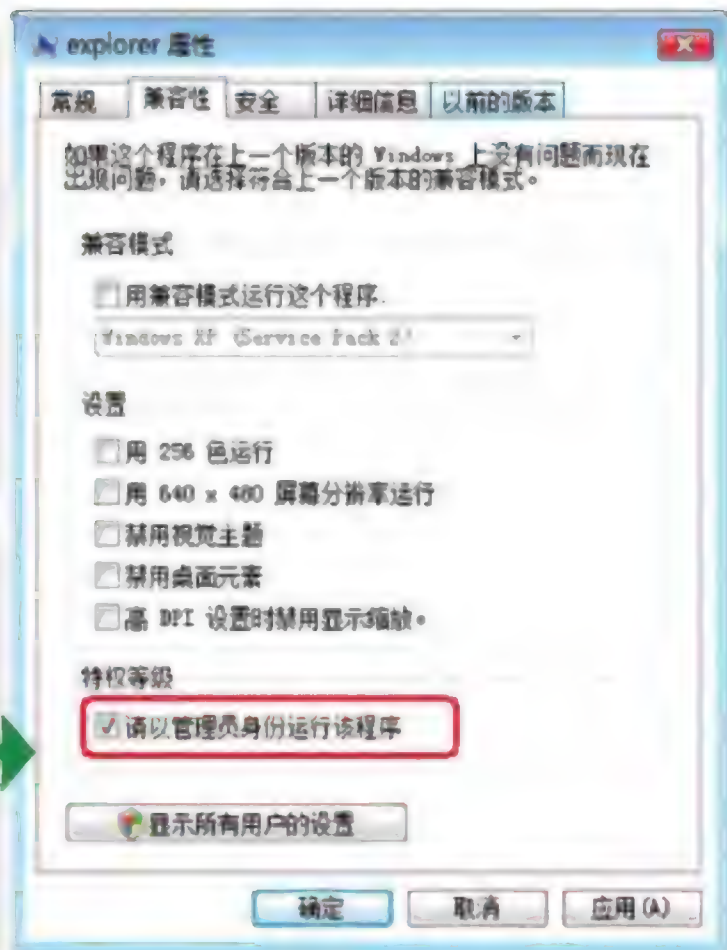 explorer 属性
常规 兼容性 安全 详细信息 以前的版本
如果这个程序在上一个版本的 Windows 上没有问题而现在
出现问题，请选择符合上一个版本的兼容模式。
兼容模式
用兼容模式运行这个程序.
Windows XP (Service Pack 2)
设置
用 256 色运行
用 640 x 480 屏幕分辨率运行
禁用视觉主题
禁用桌面元素
高 DPI 设置时禁用显示缩放。
特权等级
请以管理员身份运行该程序
显示所有用户的设置
确定 取消 应用(A)